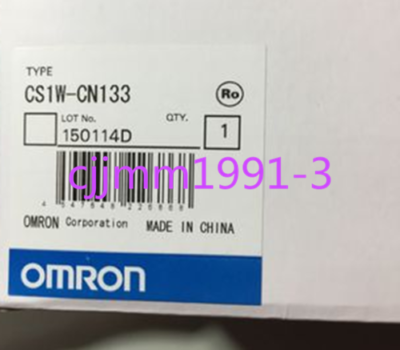 TYPE
CS1W-CN133
Ro
LOT No. QTY.
150114D 1
cjjmm1991-3
OMRON Corporation MADE IN CHINA
OMRON